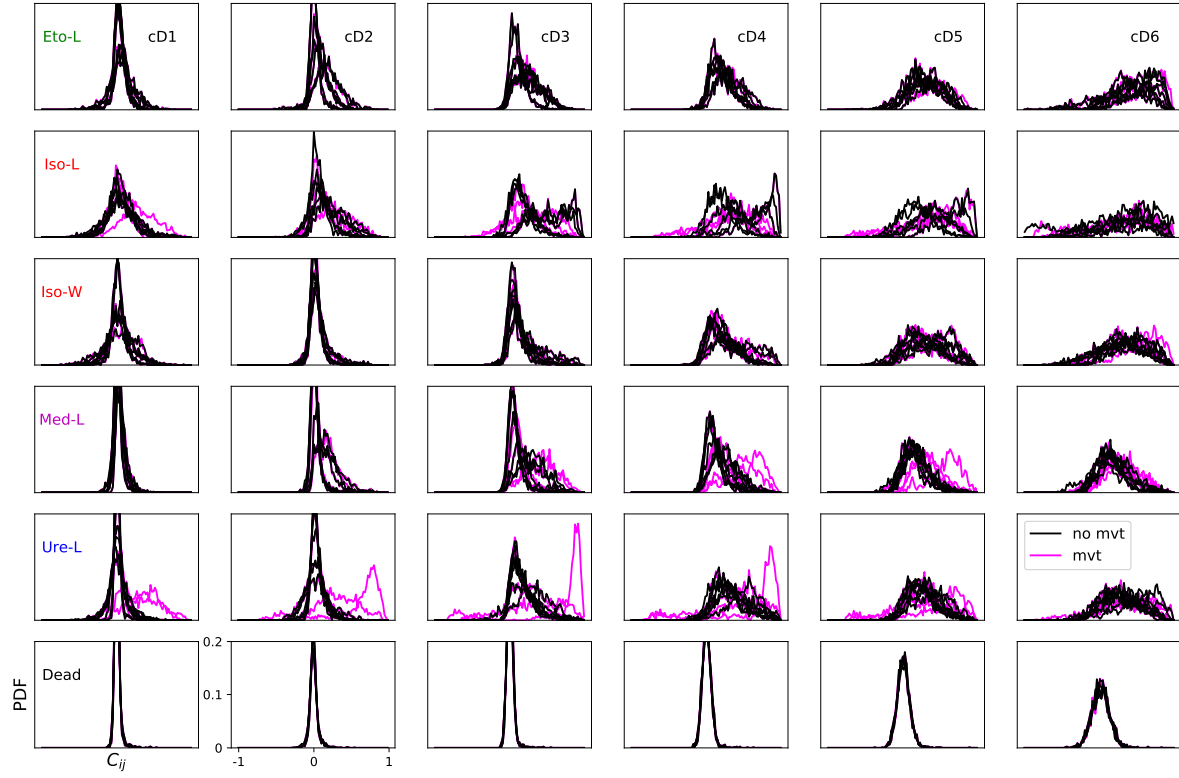 Eto-L cD1 cD2 cD3 cD4 cD5 cD6
Iso-L
Iso-W
Med-L
Ure-L
no mvt
mvt
Dead
PDF
0.2
0.1
0
C_ij
-1 0 1